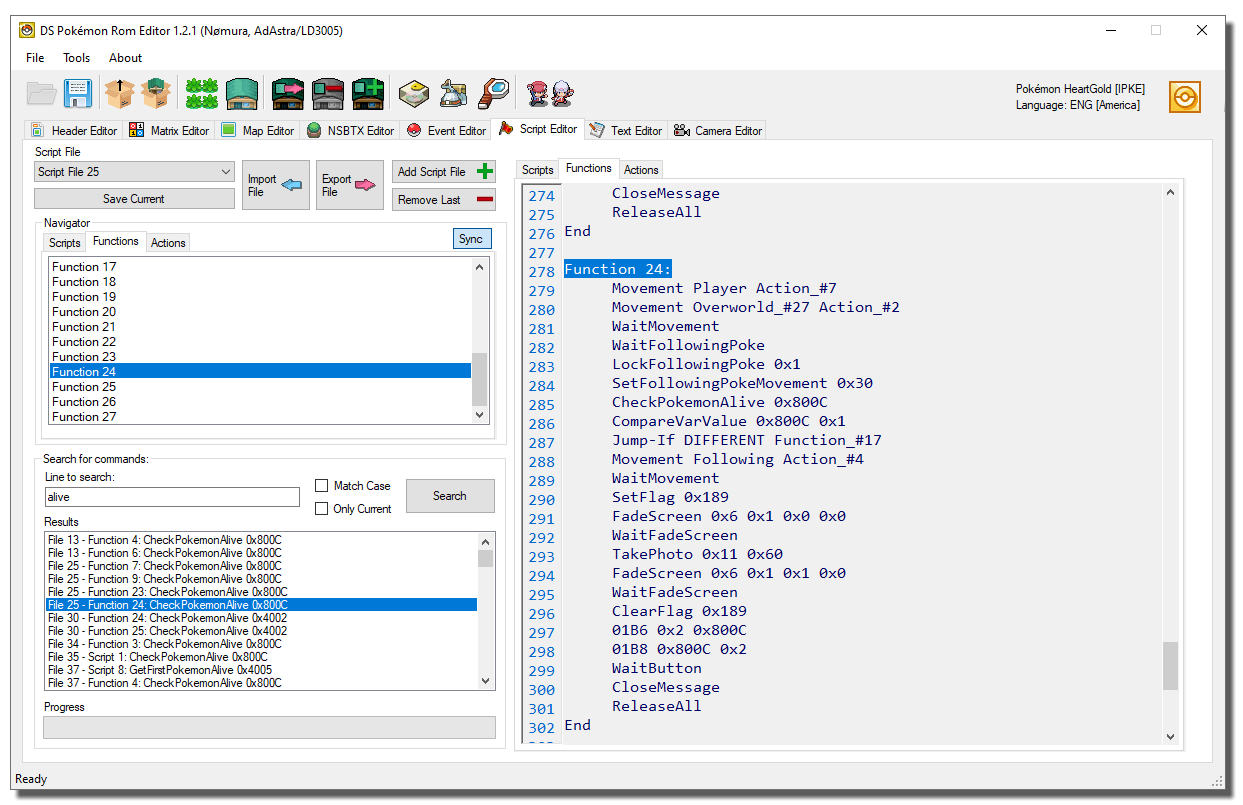 DS Pokémon Rom Editor 1.2.1 (Nømura, AdAstra/LD3005)
File Tools About
Pokémon HeartGold [IPKE]
Language: ENG [America]
Header Editor Matrix Editor Map Editor NSBTX Editor Event Editor Script Editor Text Editor Camera Editor
Script File
Script File 25
Save Current
Import
File
Export
File
Add Script File
Remove Last
Navigator
Scripts Functions Actions
Sync
Function 17
Function 18
Function 19
Function 20
Function 21
Function 22
Function 23
Function 24
Function 25
Function 26
Function 27
Search for commands:
Line to search:
alive
Match Case
Only Current
Search
Results
File 13 - Function 4: CheckPokemonAlive 0x800C
File 13 - Function 6: CheckPokemonAlive 0x800C
File 25 - Function 7: CheckPokemonAlive 0x800C
File 25 - Function 9: CheckPokemonAlive 0x800C
File 25 - Function 23: CheckPokemonAlive 0x800C
File 25 - Function 24: CheckPokemonAlive 0x800C
File 30 - Function 24: CheckPokemonAlive 0x4002
File 30 - Function 25: CheckPokemonAlive 0x4002
File 34 - Function 3: CheckPokemonAlive 0x800C
File 35 - Script 1: CheckPokemonAlive 0x800C
File 37 - Script 8: GetFirstPokemonAlive 0x4005
File 37 - Function 4: CheckPokemonAlive 0x800C
Progress
Scripts Functions Actions
274 CloseMessage
275 ReleaseAll
276 End
277
278 Function 24:
279 Movement Player Action_#7
280 Movement Overworld_#27 Action_#2
281 WaitMovement
282 WaitFollowingPoke
283 LockFollowingPoke 0x1
284 SetFollowingPokeMovement 0x30
285 CheckPokemonAlive 0x800C
286 CompareVarValue 0x800C 0x1
287 Jump-If DIFFERENT Function_#17
288 Movement Following Action_#4
289 WaitMovement
290 SetFlag 0x189
291 FadeScreen 0x6 0x1 0x0 0x0
292 WaitFadeScreen
293 TakePhoto 0x11 0x60
294 FadeScreen 0x6 0x1 0x1 0x0
295 WaitFadeScreen
296 ClearFlag 0x189
297 01B6 0x2 0x800C
298 01B8 0x800C 0x2
299 WaitButton
300 CloseMessage
301 ReleaseAll
302 End
Ready